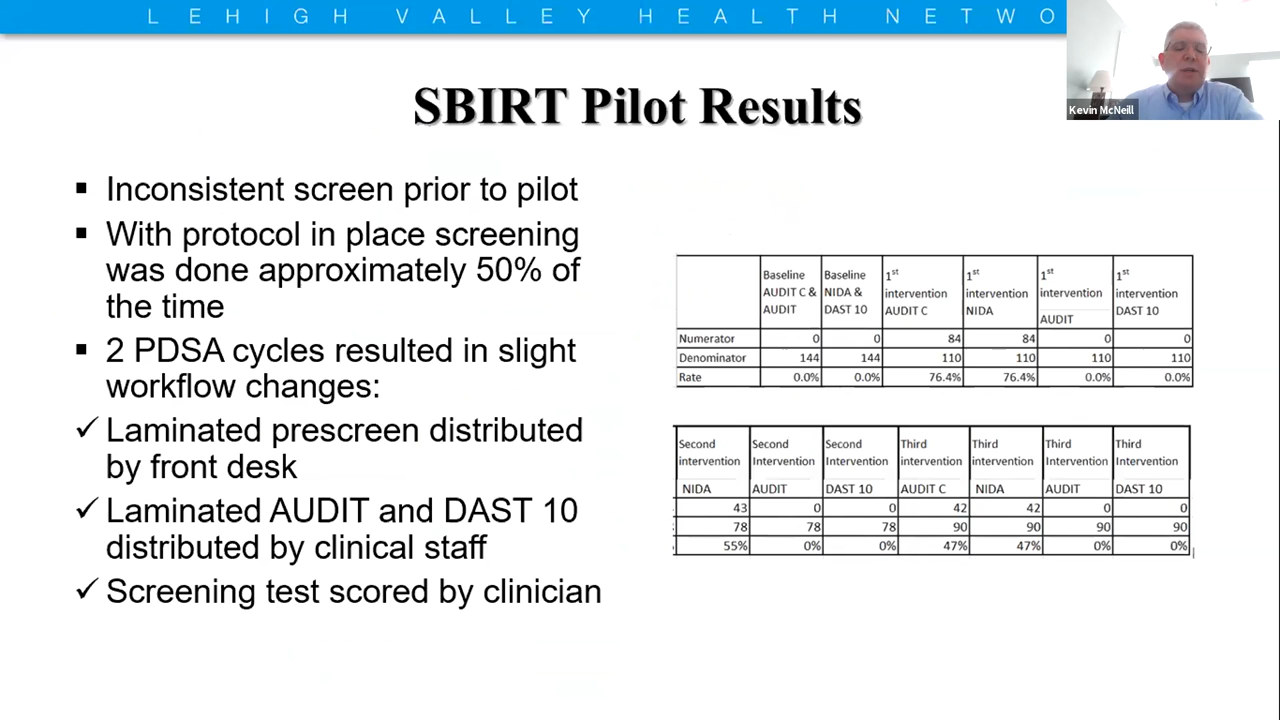 LEHIGH VALLEY HEALTH NETWO
Kevin McNeill
SBIRT Pilot Results
▪ Inconsistent screen prior to pilot
▪ With protocol in place screening
was done approximately 50% of
the time
▪ 2 PDSA cycles resulted in slight
workflow changes:
✓ Laminated prescreen distributed
by front desk
✓ Laminated AUDIT and DAST 10
distributed by clinical staff
✓ Screening test scored by clinician
Baseline Baseline 1st 1st 1st 1st
AUDIT C & NIDA & intervention intervention intervention intervention
AUDIT DAST 10 AUDIT C NIDA AUDIT DAST 10
Numerator 0 0 84 84 0 0
Denominator 144 144 110 110 110 110
Rate 0.0% 0.0% 76.4% 76.4% 0.0% 0.0%
Second Second Second Third Third Third Third
intervention Intervention Intervention intervention intervention Intervention Intervention
NIDA AUDIT DAST 10 AUDIT C NIDA AUDIT DAST 10
43 0 0 42 42 0 0
78 78 78 90 90 90 90
55% 0% 0% 47% 47% 0% 0%